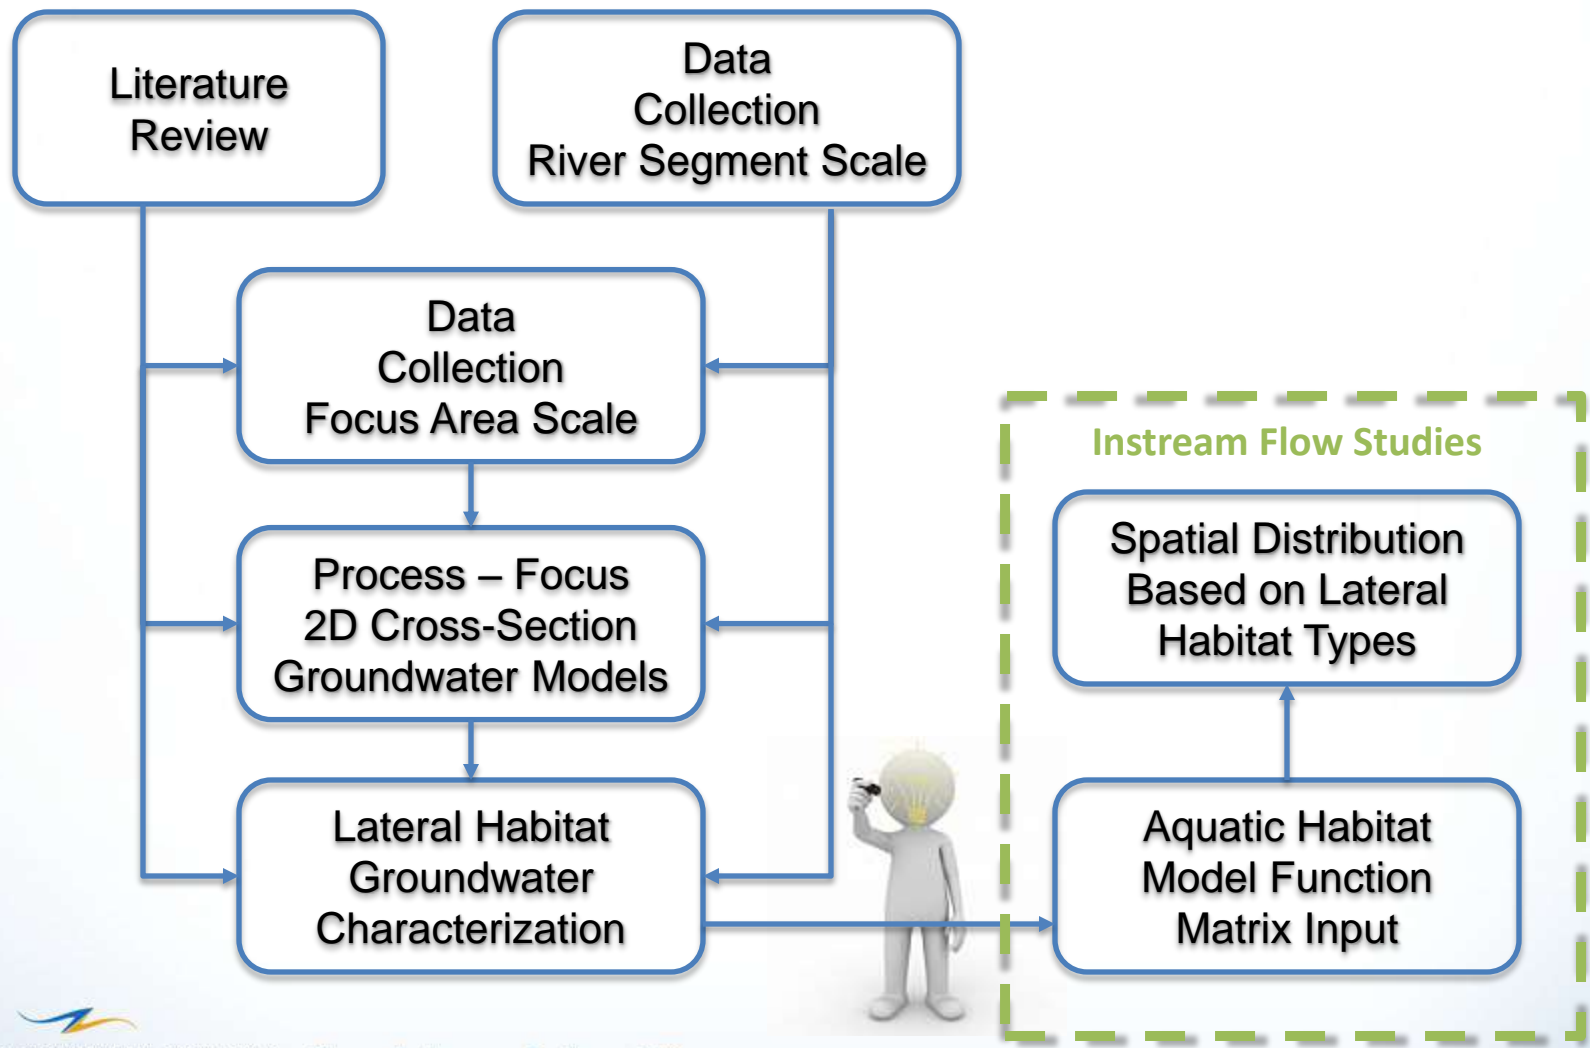 Literature
Review
Data
Collection
River Segment Scale
Data
Collection
Focus Area Scale
Process – Focus
2D Cross-Section
Groundwater Models
Lateral Habitat
Groundwater
Characterization
Instream Flow Studies
Spatial Distribution
Based on Lateral
Habitat Types
Aquatic Habitat
Model Function
Matrix Input